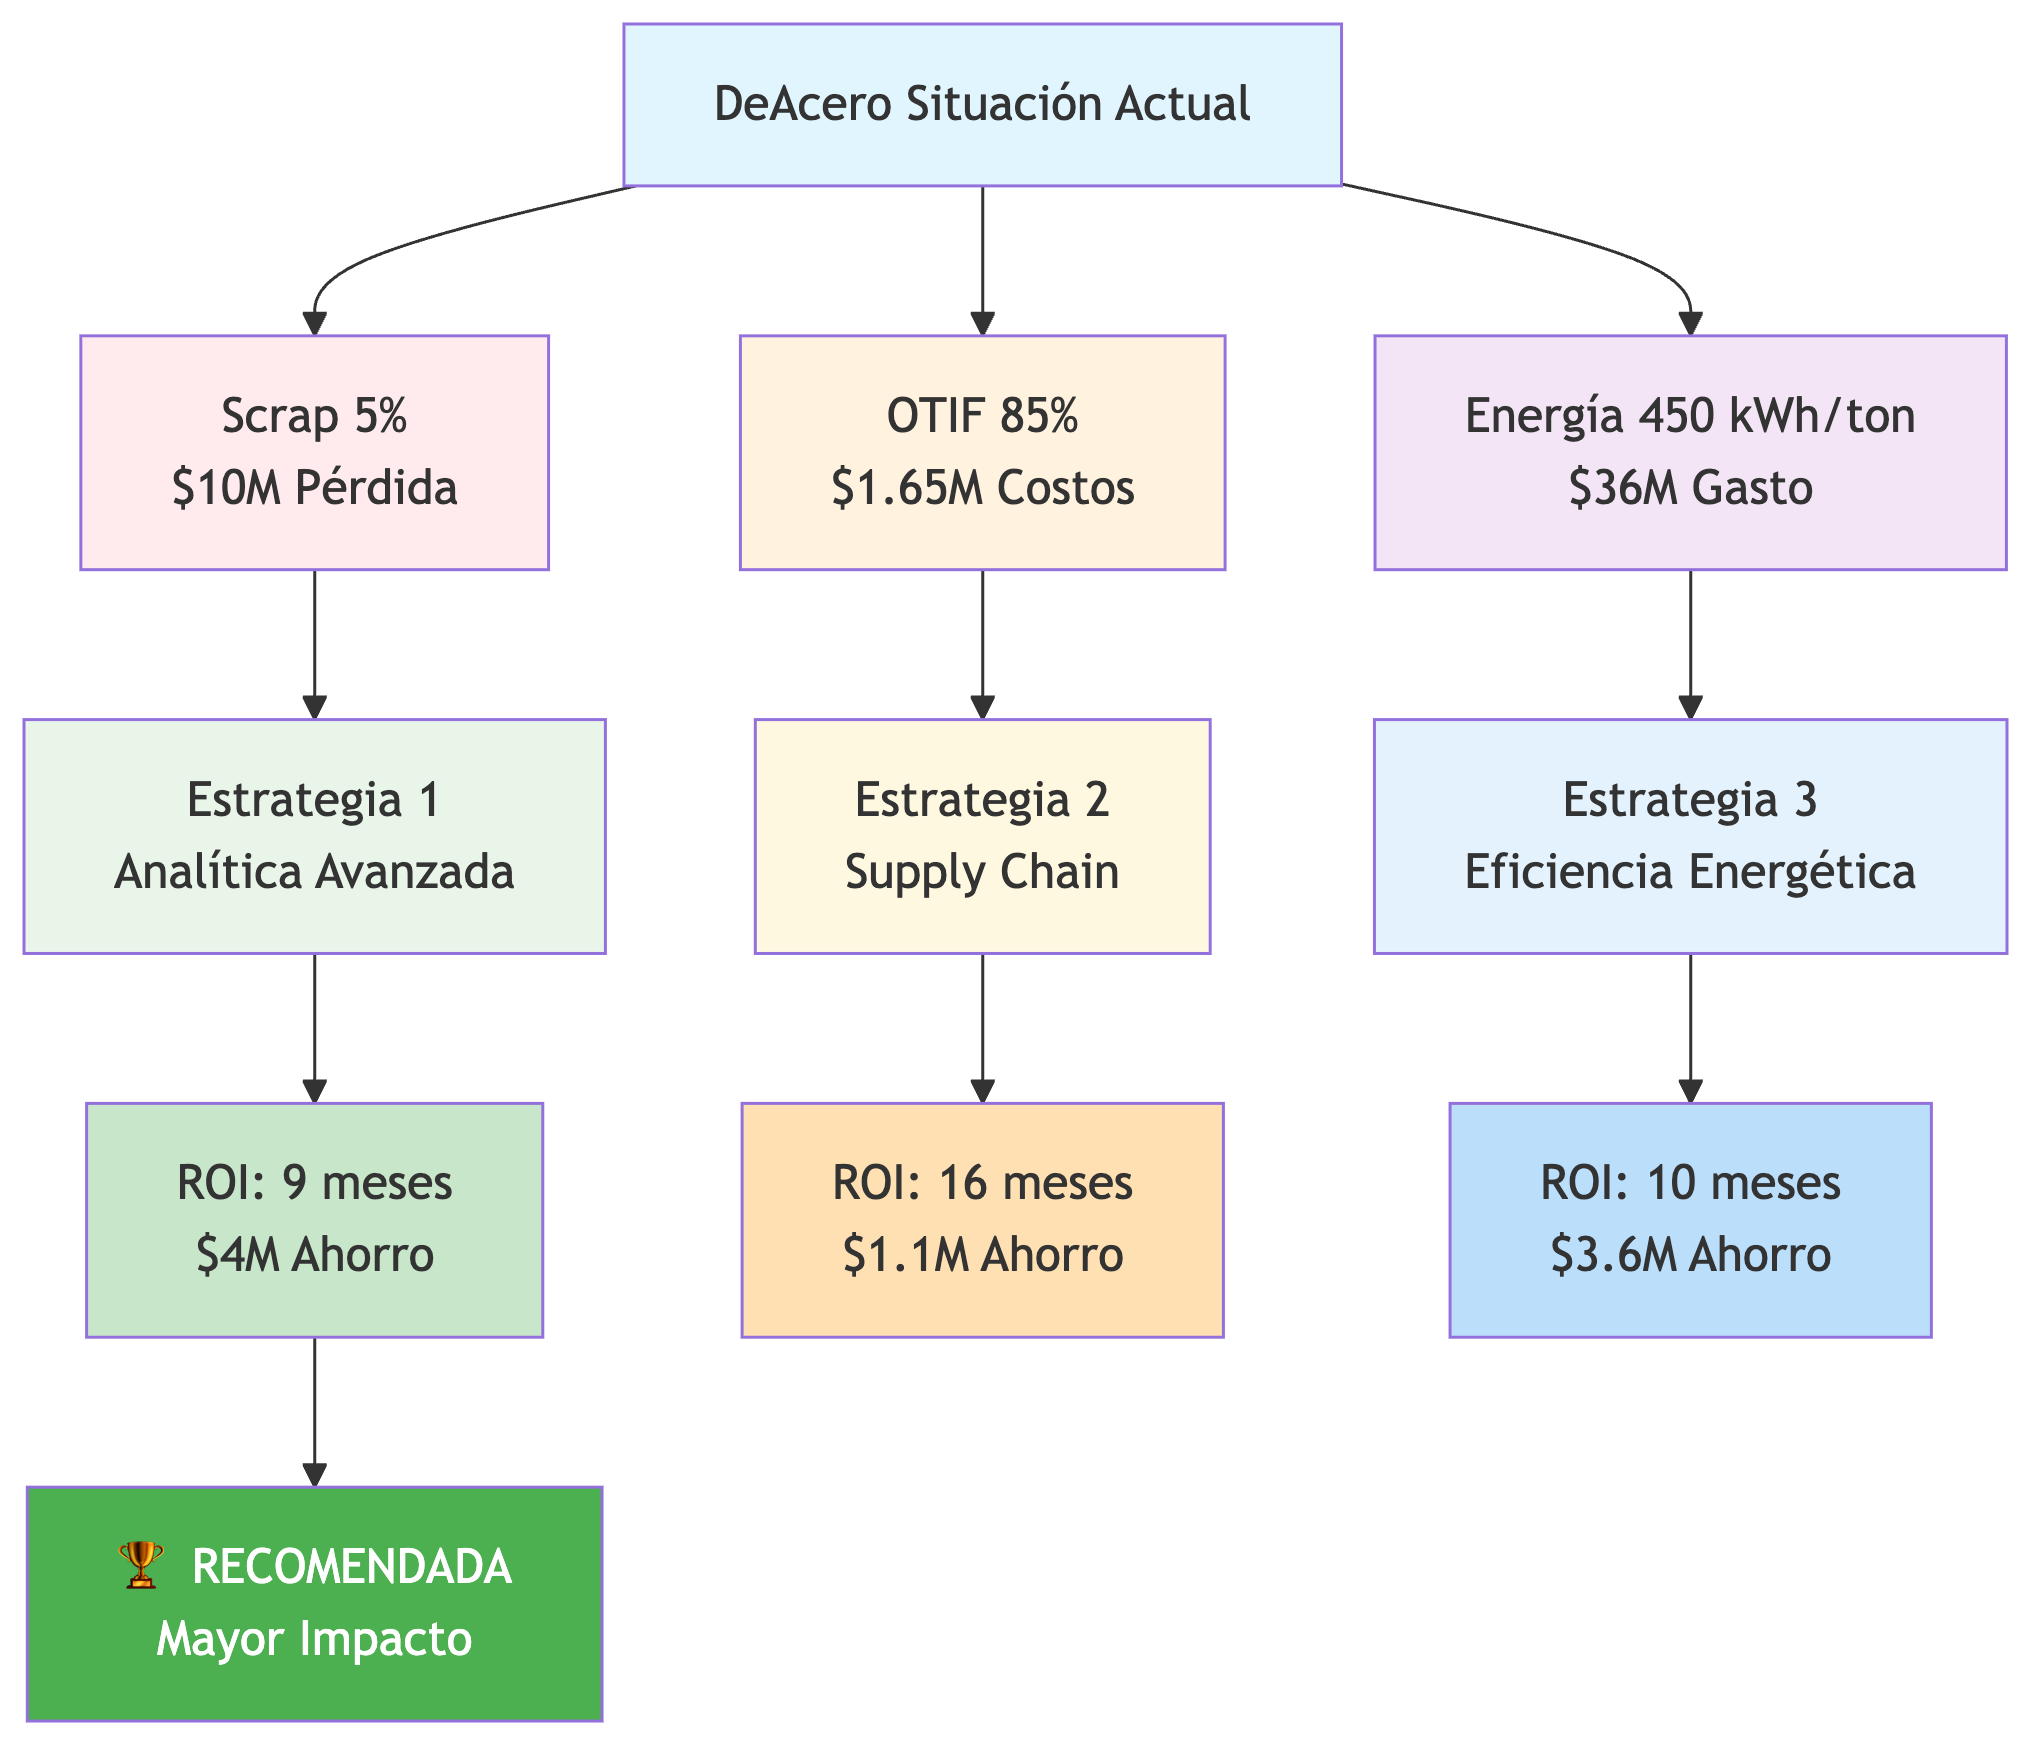 DeAcero Situación Actual
Scrap 5%
$10M Pérdida
OTIF 85%
$1.65M Costos
Energía 450 kWh/ton
$36M Gasto
Estrategia 1
Analítica Avanzada
Estrategia 2
Supply Chain
Estrategia 3
Eficiencia Energética
ROI: 9 meses
$4M Ahorro
ROI: 16 meses
$1.1M Ahorro
ROI: 10 meses
$3.6M Ahorro
🏆 RECOMENDADA
Mayor Impacto